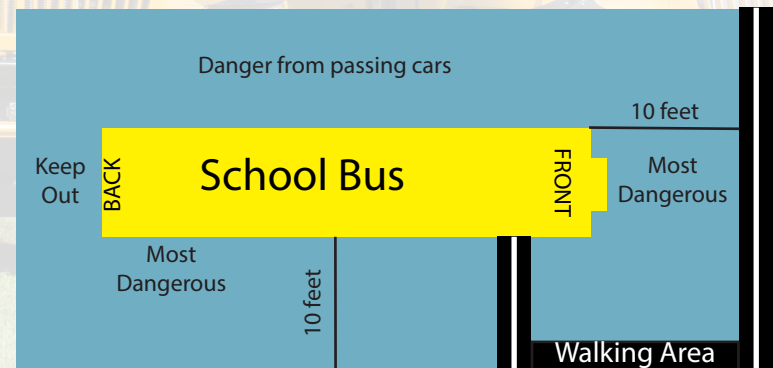 Danger from passing cars
10 feet
Keep
Out
BACK
School Bus
FRONT
Most
Dangerous
Most
Dangerous
10 feet
Walking Area